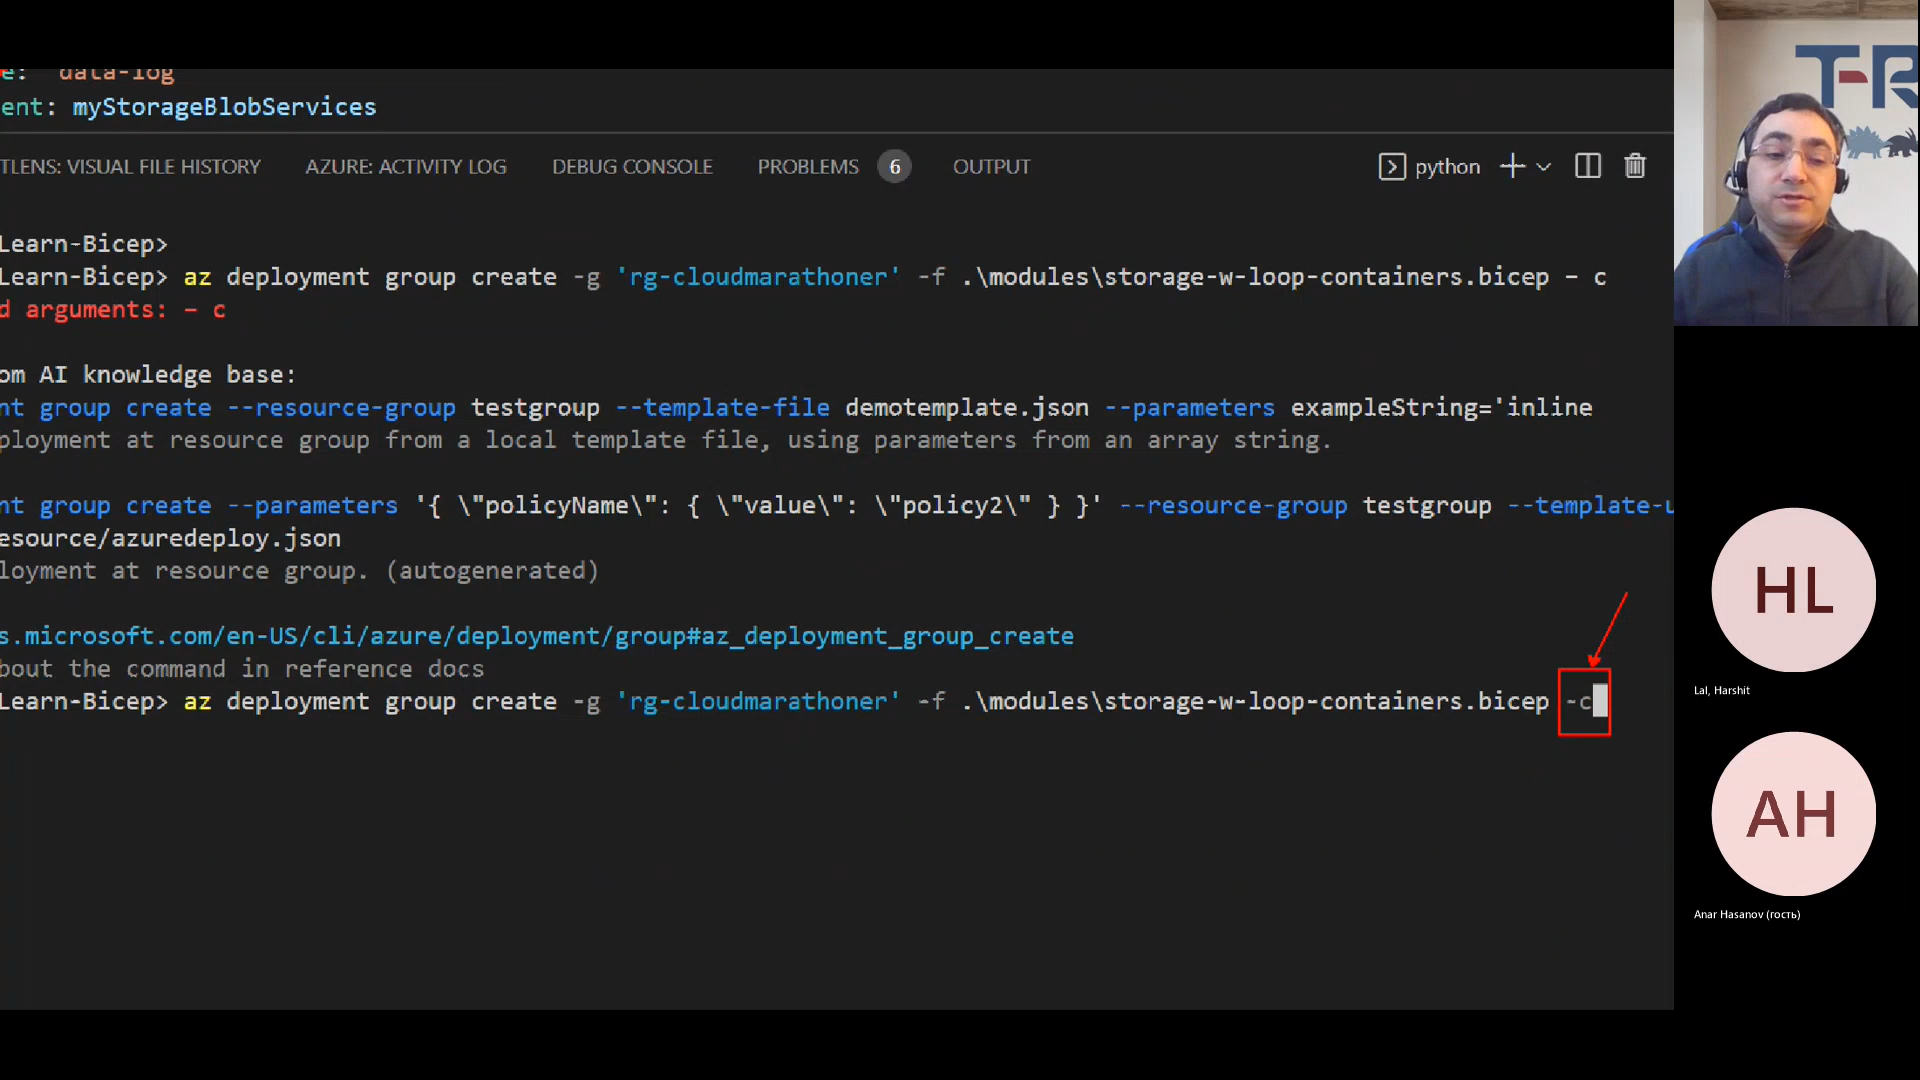 e: data-log
ent: myStorageBlobServices
TLENS: VISUAL FILE HISTORY AZURE: ACTIVITY LOG DEBUG CONSOLE PROBLEMS 6 OUTPUT python
Learn-Bicep>
Learn-Bicep> az deployment group create -g 'rg-cloudmarathoner' -f .\modules\storage-w-loop-containers.bicep – c
d arguments: – c
om AI knowledge base:
nt group create --resource-group testgroup --template-file demotemplate.json --parameters exampleString='inline
ployment at resource group from a local template file, using parameters from an array string.
nt group create --parameters '{ \"policyName\": { \"value\": \"policy2\" } }' --resource-group testgroup --template-u
esource/azuredeploy.json
loyment at resource group. (autogenerated)
s.microsoft.com/en-US/cli/azure/deployment/group#az_deployment_group_create
bout the command in reference docs
Learn-Bicep> az deployment group create -g 'rg-cloudmarathoner' -f .\modules\storage-w-loop-containers.bicep -c
T-R
HL
Lal, Harshit
AH
Anar Hasanov (гость)